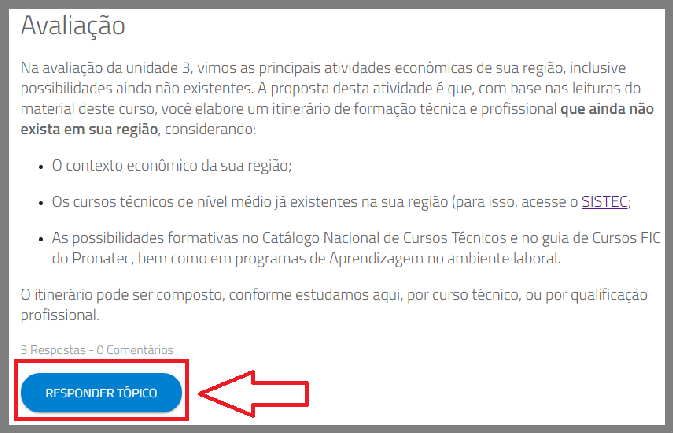 Avaliação
Na avaliação da unidade 3, vimos as principais atividades econômicas de sua região, inclusive
possibilidades ainda não existentes. A proposta desta atividade é que, com base nas leituras do
material deste curso, você elabore um itinerário de formação técnica e profissional que ainda não
exista em sua região, considerando:
• O contexto econômico da sua região;
• Os cursos técnicos de nível médio já existentes na sua região (para isso, acesse o SISTEC;
• As possibilidades formativas no Catálogo Nacional de Cursos Técnicos e no guia de Cursos FIC
do Pronatec, bem como em programas de Aprendizagem no ambiente laboral.
O itinerário pode ser composto, conforme estudamos aqui, por curso técnico, ou por qualificação
profissional.
3 Respostas - 0 Comentários
RESPONDER TÓPICO